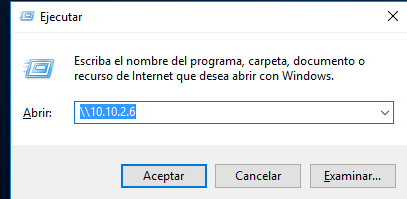 Ejecutar
Escriba el nombre del programa, carpeta, documento o
recurso de Internet que desea abrir con Windows.
Abrir: \\10.10.2.6
Aceptar Cancelar Examinar...